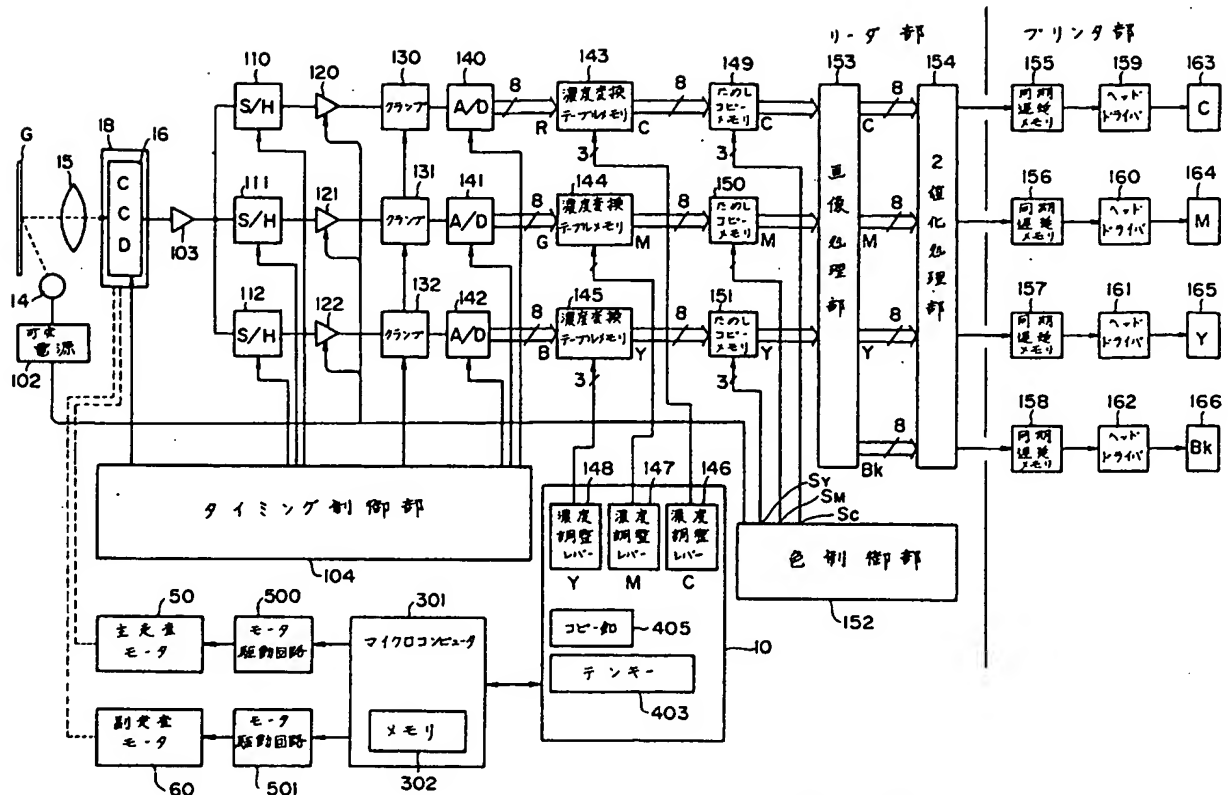 リーダ部
プリンタ部
110
120
130
140
143
149
153
154
155
159
163
S/H
クランプ
A/D
8
R
濃度変換
テーブルメモリ
8
C
ためし
コピー
メモリ
C
8
C
同期
遅延
メモリ
ヘッド
ドライバ
C
3
3
G
15
18
16
CCD
103
14
可変
電源
102
111
121
131
141
144
150
156
160
164
S/H
クランプ
A/D
8
G
濃度変換
テーブルメモリ
8
M
ためし
コピー
メモリ
M
画像処理部
8
M
2値化処理部
同期
遅延
メモリ
ヘッド
ドライバ
M
112
122
132
142
145
151
157
161
165
S/H
クランプ
A/D
8
B
濃度変換
テーブルメモリ
8
Y
ためし
コピー
メモリ
Y
8
Y
同期
遅延
メモリ
ヘッド
ドライバ
Y
3
3
158
162
166
8
Bk
同期
遅延
メモリ
ヘッド
ドライバ
Bk
タイミング制御部
104
148
147
146
濃度
調整
レバー
濃度
調整
レバー
濃度
調整
レバー
Y
M
C
SY
SM
SC
色制御部
152
50
500
301
主走査
モータ
モータ
駆動回路
マイクロコンピュータ
コピー釦
405
10
テンキー
403
副走査
モータ
モータ
駆動回路
メモリ
60
501
302